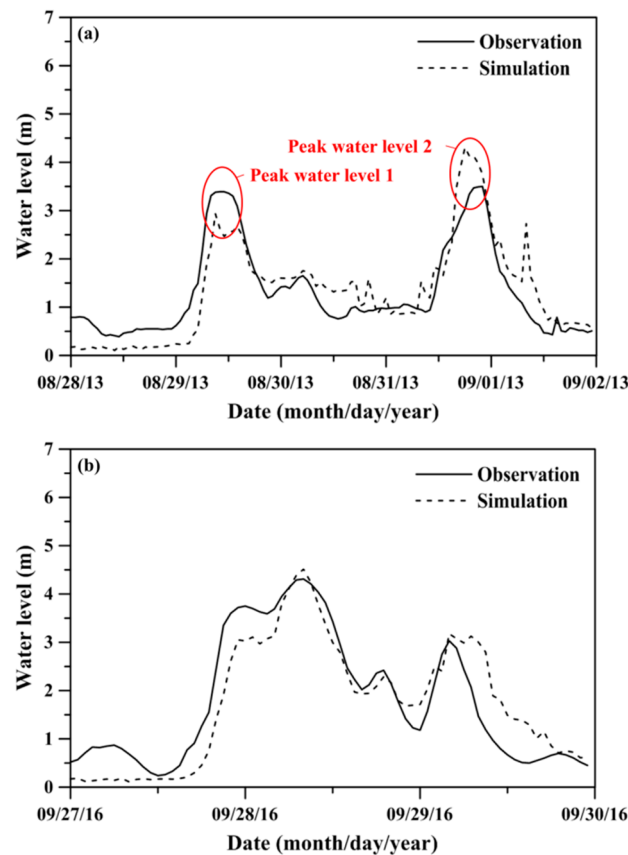 7
(a)
Observation
6
Simulation
5
Peak water level 2
4
Peak water level 1
3
2
1
0
Water level (m)
08/28/13 08/29/13 08/30/13 08/31/13 09/01/13 09/02/13
Date (month/day/year)
7
(b)
Observation
6
Simulation
5
4
3
2
1
0
Water level (m)
09/27/16 09/28/16 09/29/16 09/30/16
Date (month/day/year)